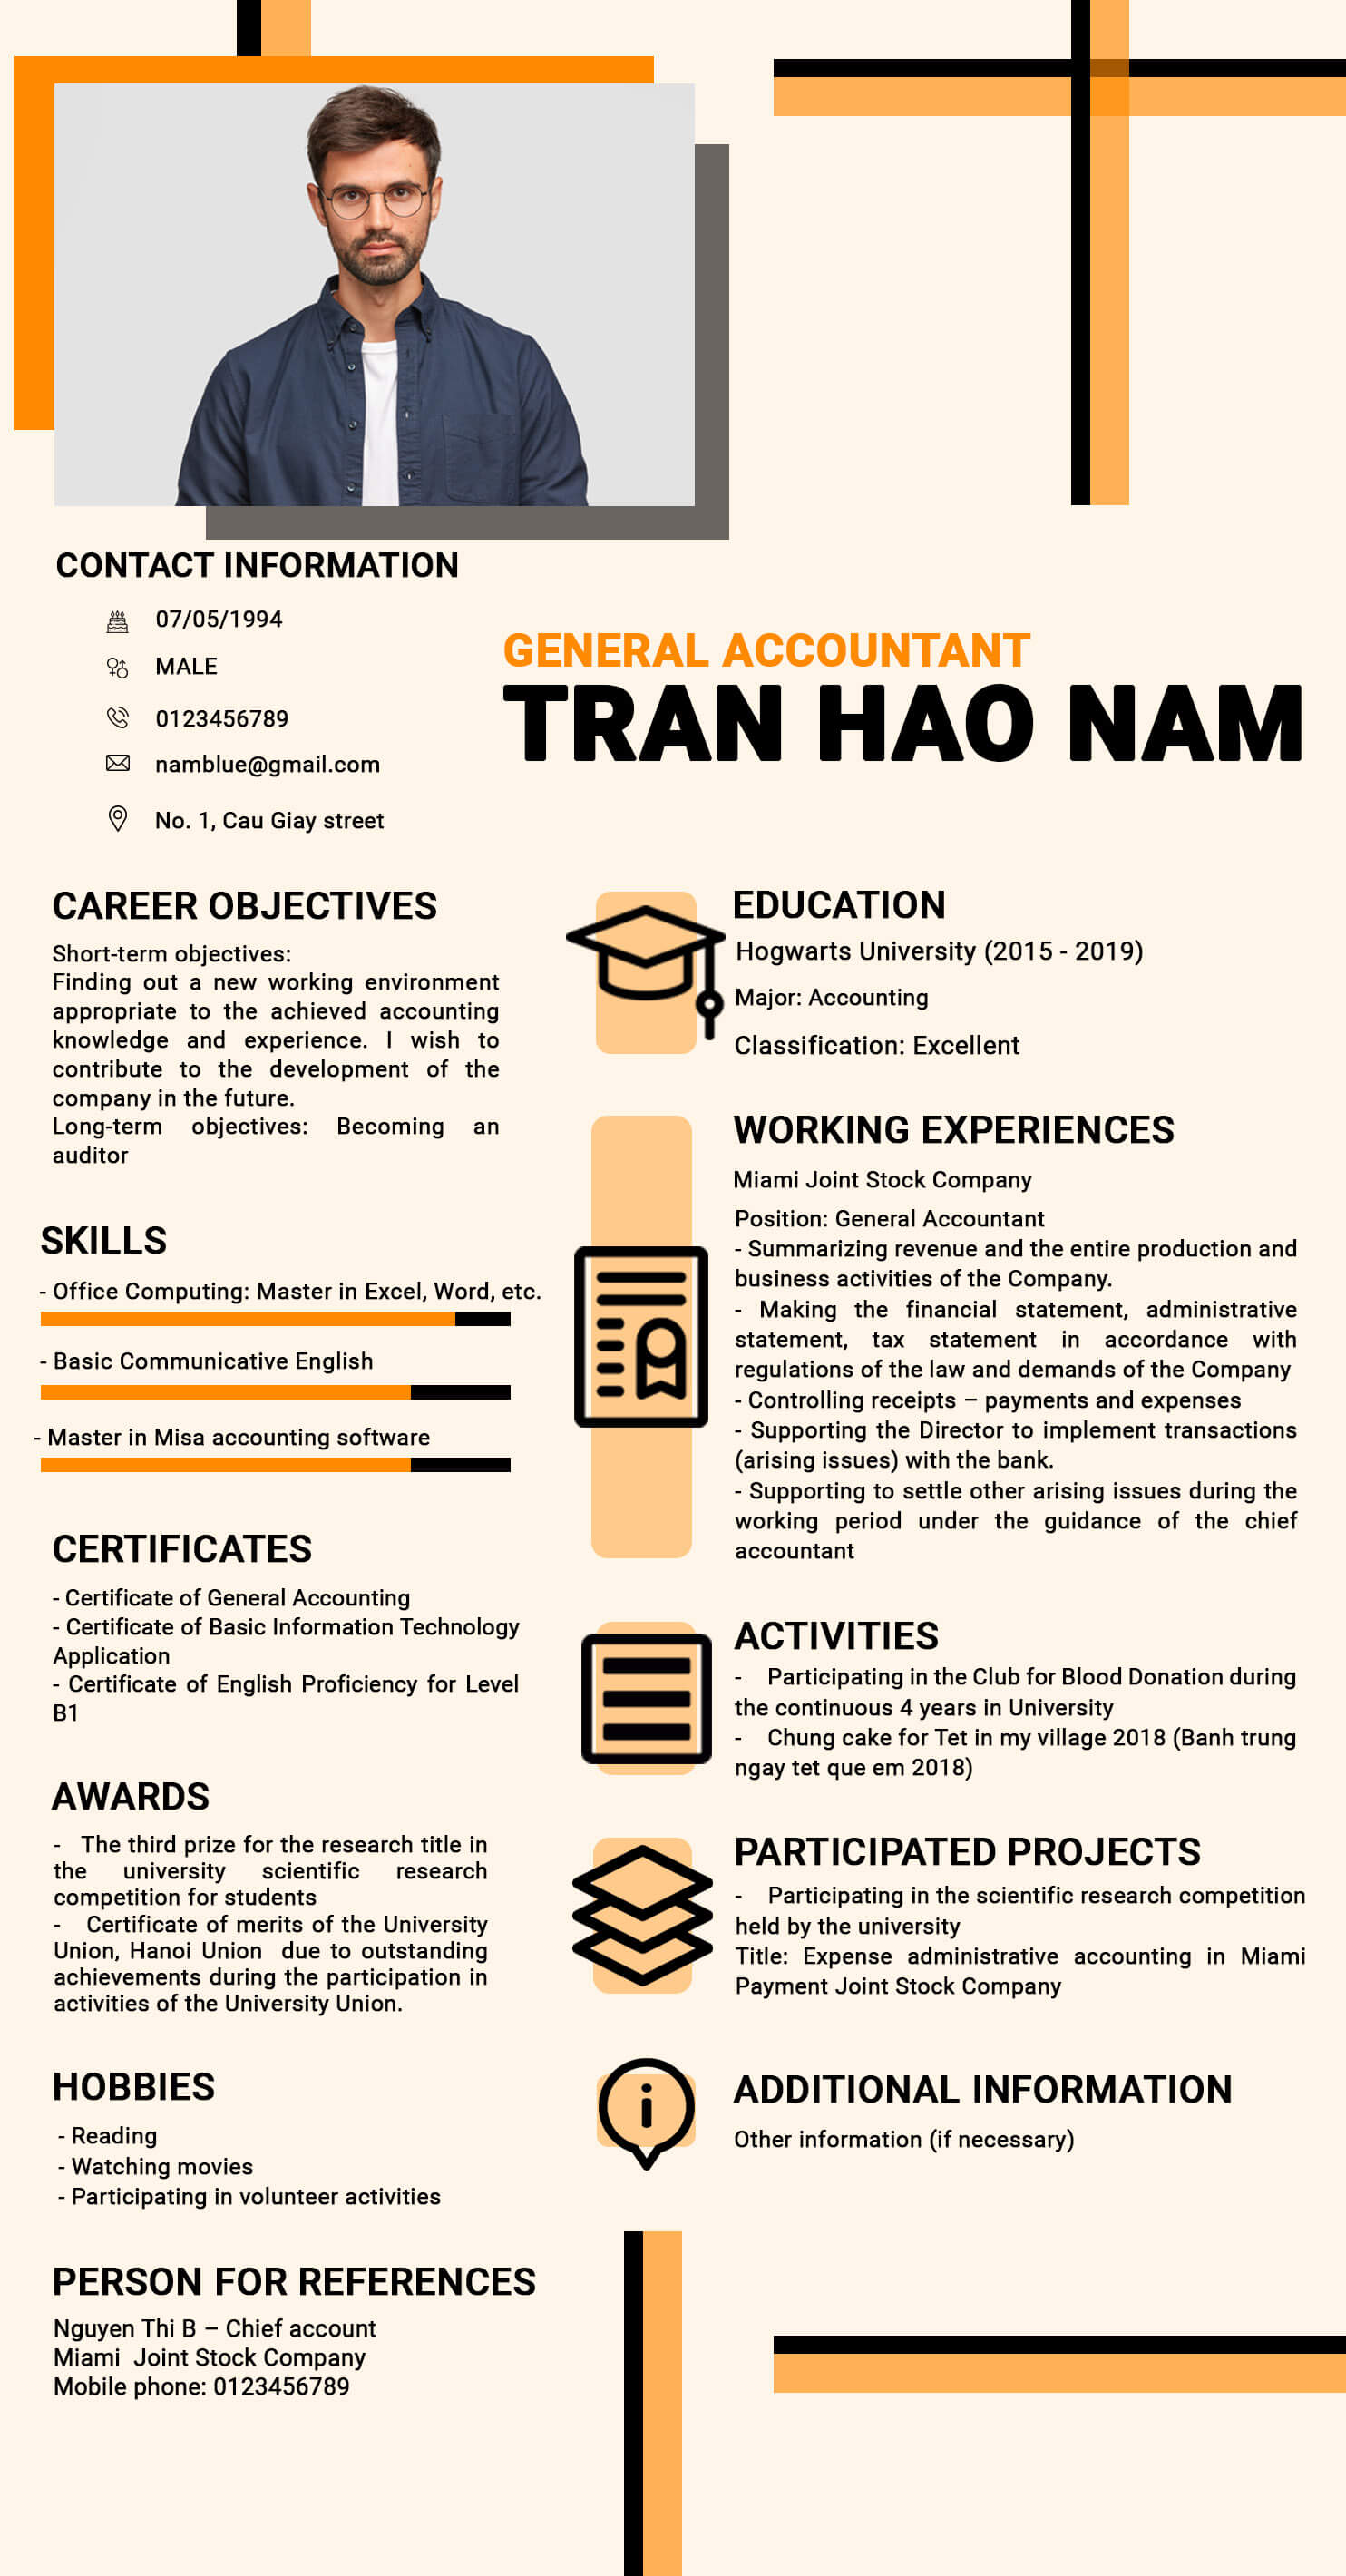 CONTACT INFORMATION
07/05/1994
MALE
0123456789
namblue@gmail.com
No. 1, Cau Giay street
GENERAL ACCOUNTANT
TRAN HAO NAM
CAREER OBJECTIVES
Short-term objectives:
Finding out a new working environment
appropriate to the achieved accounting
knowledge and experience. I wish to
contribute to the development of the
company in the future.
Long-term objectives: Becoming an
auditor
SKILLS
- Office Computing: Master in Excel, Word, etc.
- Basic Communicative English
- Master in Misa accounting software
CERTIFICATES
- Certificate of General Accounting
- Certificate of Basic Information Technology
Application
- Certificate of English Proficiency for Level
B1
AWARDS
- The third prize for the research title in
the university scientific research
competition for students
- Certificate of merits of the University
Union, Hanoi Union due to outstanding
achievements during the participation in
activities of the University Union.
HOBBIES
- Reading
- Watching movies
- Participating in volunteer activities
PERSON FOR REFERENCES
Nguyen Thi B – Chief account
Miami Joint Stock Company
Mobile phone: 0123456789
EDUCATION
Hogwarts University (2015 - 2019)
Major: Accounting
Classification: Excellent
WORKING EXPERIENCES
Miami Joint Stock Company
Position: General Accountant
- Summarizing revenue and the entire production and
business activities of the Company.
- Making the financial statement, administrative
statement, tax statement in accordance with
regulations of the law and demands of the Company
- Controlling receipts – payments and expenses
- Supporting the Director to implement transactions
(arising issues) with the bank.
- Supporting to settle other arising issues during the
working period under the guidance of the chief
accountant
ACTIVITIES
- Participating in the Club for Blood Donation during
the continuous 4 years in University
- Chung cake for Tet in my village 2018 (Banh trung
ngay tet que em 2018)
PARTICIPATED PROJECTS
- Participating in the scientific research competition
held by the university
Title: Expense administrative accounting in Miami
Payment Joint Stock Company
ADDITIONAL INFORMATION
Other information (if necessary)